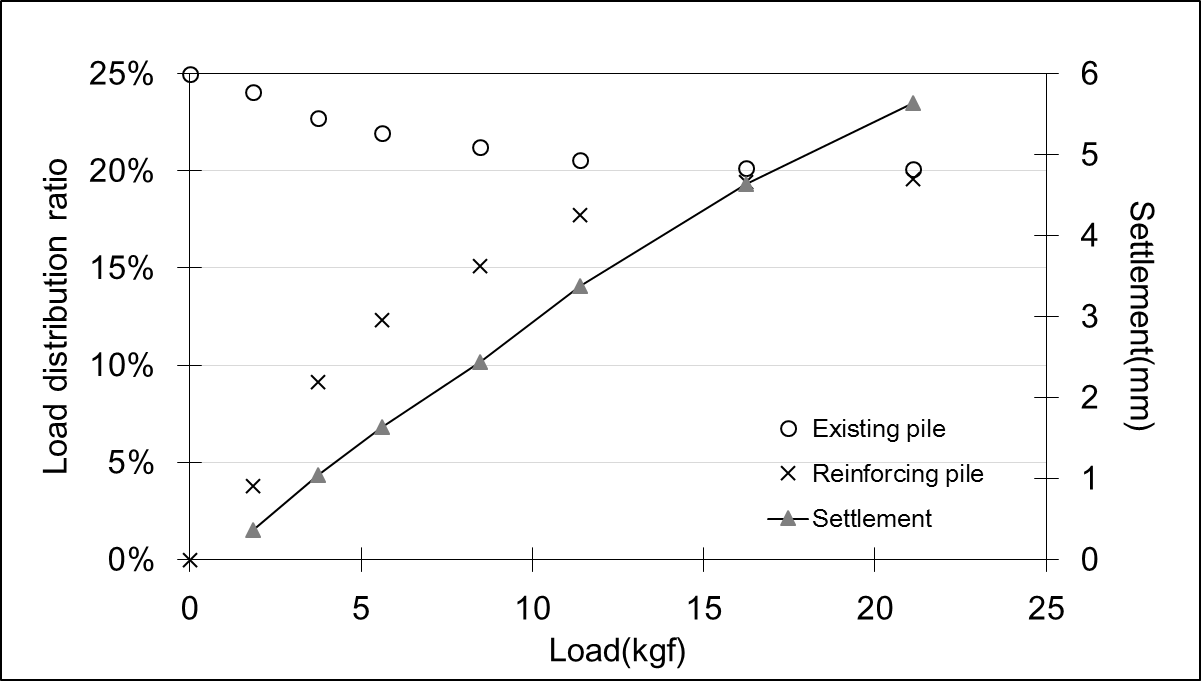 25%
20%
15%
10%
5%
0%
Load distribution ratio
6
5
4
3
2
1
0
Settlement(mm)
Existing pile
Reinforcing pile
Settlement
0 5 10 15 20 25
Load(kgf)